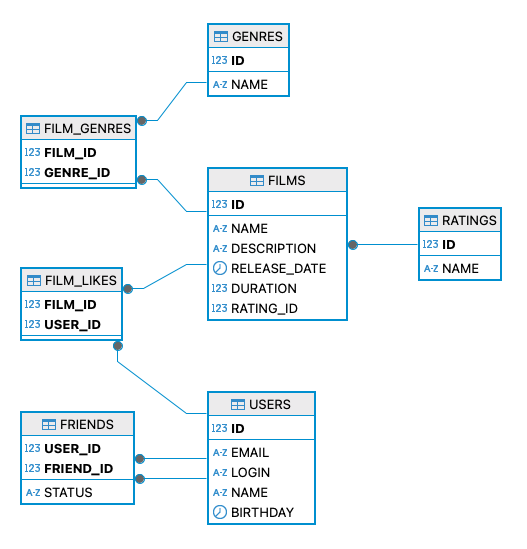 GENRES
123 ID
A-Z NAME
FILM_GENRES
123 FILM_ID
123 GENRE_ID
FILMS
123 ID
A-Z NAME
A-Z DESCRIPTION
RELEASE_DATE
123 DURATION
123 RATING_ID
RATINGS
123 ID
A-Z NAME
FILM_LIKES
123 FILM_ID
123 USER_ID
USERS
123 ID
A-Z EMAIL
A-Z LOGIN
A-Z NAME
BIRTHDAY
FRIENDS
123 USER_ID
123 FRIEND_ID
A-Z STATUS